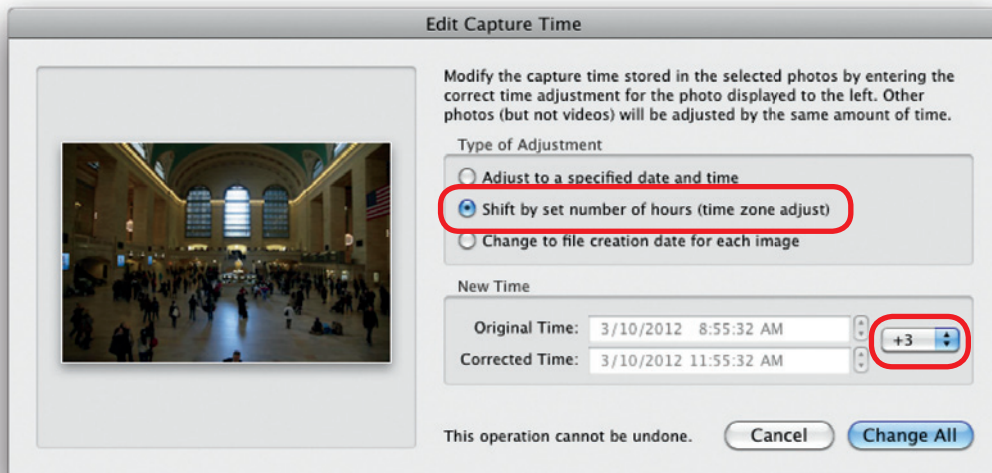 Edit Capture Time
Modify the capture time stored in the selected photos by entering the
correct time adjustment for the photo displayed to the left. Other
photos (but not videos) will be adjusted by the same amount of time.
Type of Adjustment
Adjust to a specified date and time
Shift by set number of hours (time zone adjust)
Change to file creation date for each image
New Time
Original Time: 3/10/2012 8:55:32 AM
+3
Corrected Time: 3/10/2012 11:55:32 AM
This operation cannot be undone. Cancel Change All